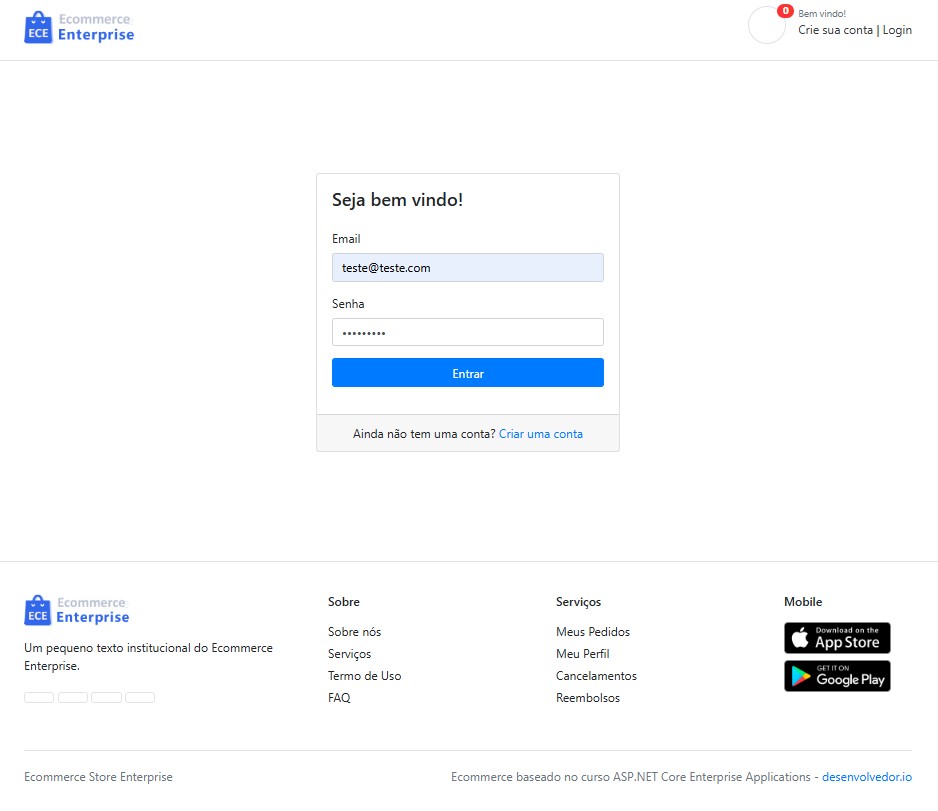 ECE
Ecommerce
Enterprise
0
Bem vindo!
Crie sua conta | Login
Seja bem vindo!
Email
teste@teste.com
Senha
•••••••••
Entrar
Ainda não tem uma conta? Criar uma conta
ECE
Ecommerce
Enterprise
Um pequeno texto institucional do Ecommerce
Enterprise.
Sobre
Sobre nós
Serviços
Termo de Uso
FAQ
Serviços
Meus Pedidos
Meu Perfil
Cancelamentos
Reembolsos
Mobile
Download on the
App Store
GET IT ON
Google Play
Ecommerce Store Enterprise
Ecommerce baseado no curso ASP.NET Core Enterprise Applications - desenvolvedor.io